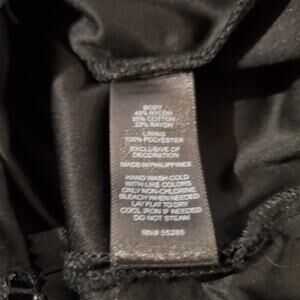 BODY
45% NYLON
35% COTTON
22% RAYON
LINING
100% POLYESTER
EXCLUSIVE OF
DECORATION
MADE IN PHILIPPINES
HAND WASH COLD
WITH LIKE COLORS
ONLY NON-CHLORINE
BLEACH WHEN NEEDED
LAY FLAT TO DRY
COOL IRON IF NEEDED
DO NOT STEAM
RN# 55285